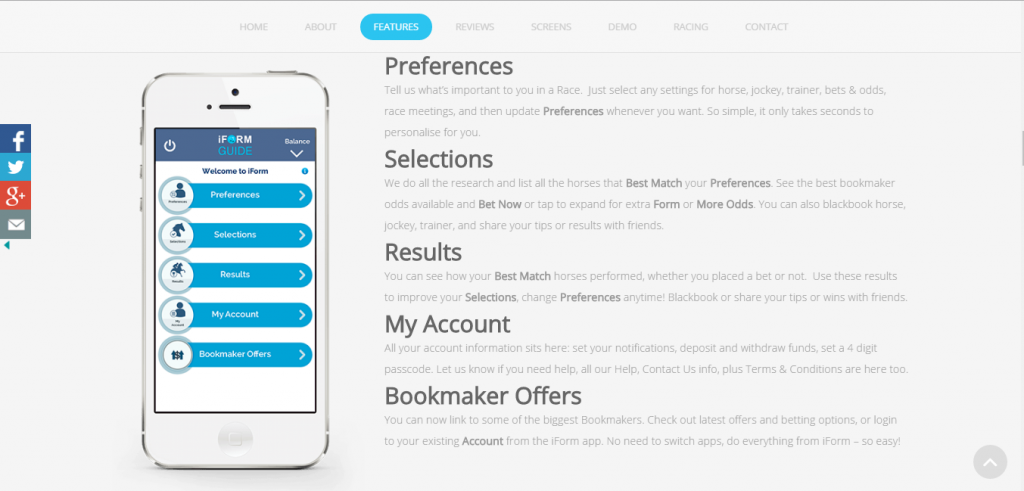 HOME ABOUT FEATURES REVIEWS SCREENS DEMO RACING CONTACT
f
g+
iFORM
GUIDE
Balance
Welcome to iForm
Preferences
Preferences
Selections
Selections
Results
Results
My Account
My
Account
Bookmaker Offers
Preferences
Tell us what's important to you in a Race. Just select any settings for horse, jockey, trainer, bets & odds,
race meetings, and then update Preferences whenever you want. So simple, it only takes seconds to
personalise for you.
Selections
We do all the research and list all the horses that Best Match your Preferences. See the best bookmaker
odds available and Bet Now or tap to expand for extra Form or More Odds. You can also blackbook horse,
jockey, trainer, and share your tips or results with friends.
Results
You can see how your Best Match horses performed, whether you placed a bet or not. Use these results
to improve your Selections, change Preferences anytime! Blackbook or share your tips or wins with friends.
My Account
All your account information sits here: set your notifications, deposit and withdraw funds, set a 4 digit
passcode. Let us know if you need help, all our Help, Contact Us info, plus Terms & Conditions are here too.
Bookmaker Offers
You can now link to some of the biggest Bookmakers. Check out latest offers and betting options, or login
to your existing Account from the iForm app. No need to switch apps, do everything from iForm – so easy!